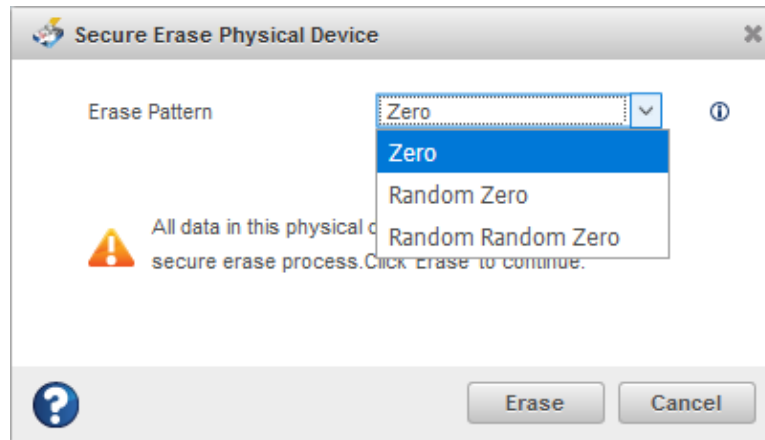 Secure Erase Physical Device
Erase Pattern
Zero
Zero
Random Zero
Random Random Zero
All data in this physical
secure erase process.Click 'Erase' to continue.
Erase
Cancel